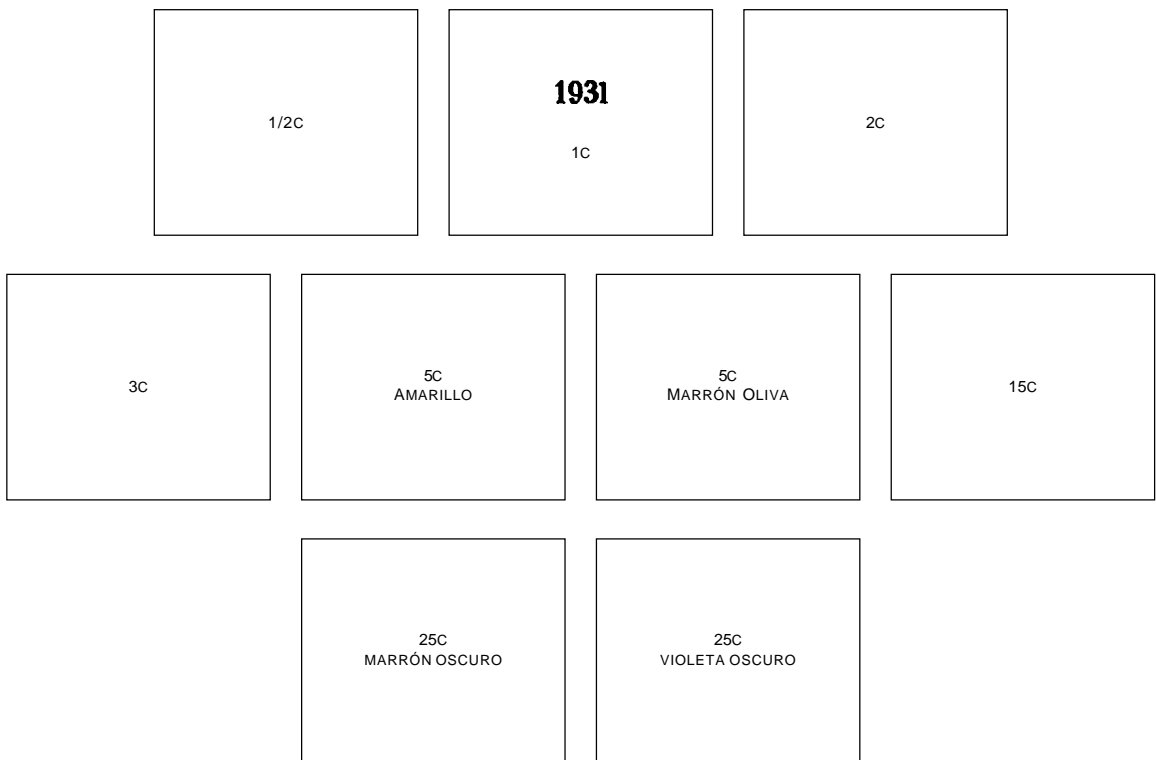 1/2C
1931
1C
2C
3C
5C
AMARILLO
5C
MARRÓN OLIVA
15C
25C
MARRÓN OSCURO
25C
VIOLETA OSCURO